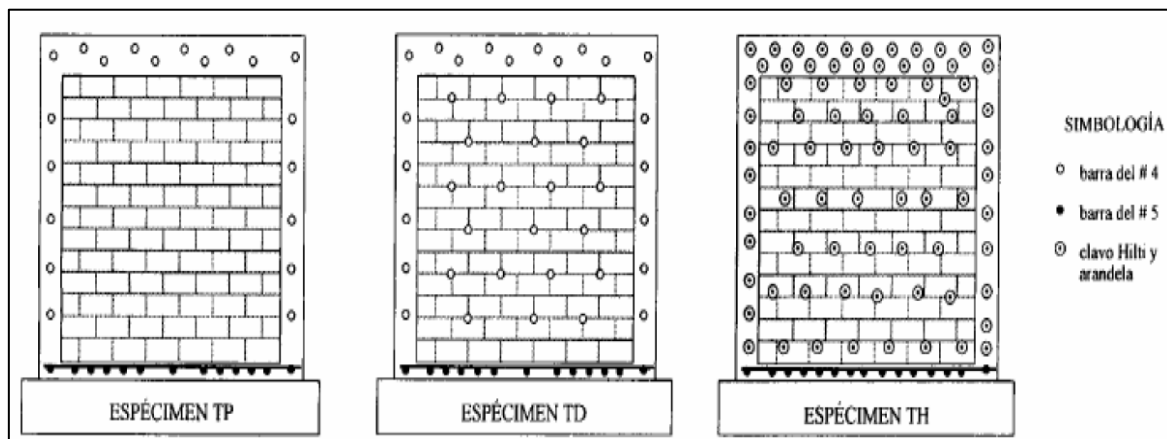 SIMBOLOGÍA
barra del # 4
barra del # 5
clavo Hilti y
arandela
ESPÉCIMEN TP
ESPÉCIMEN TD
ESPÉCIMEN TH